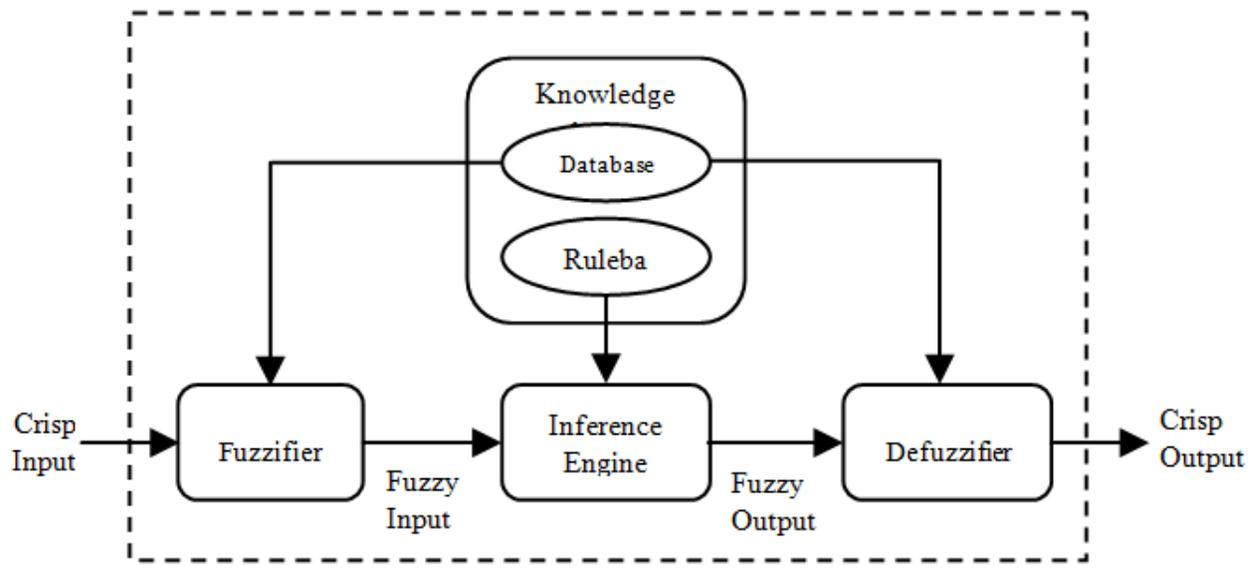 Knowledge
Database
Ruleba
Crisp
Input
Fuzzifier
Fuzzy
Input
Inference
Engine
Fuzzy
Output
Defuzzifier
Crisp
Output